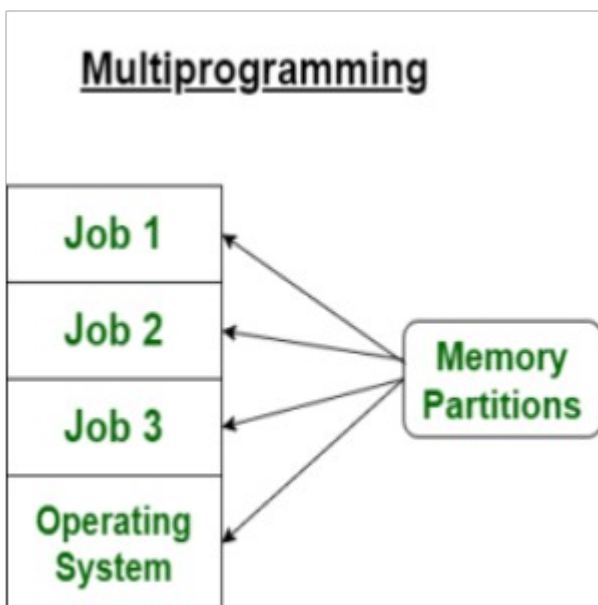 Multiprogramming
Job 1
Job 2
Job 3
Operating
System
Memory
Partitions